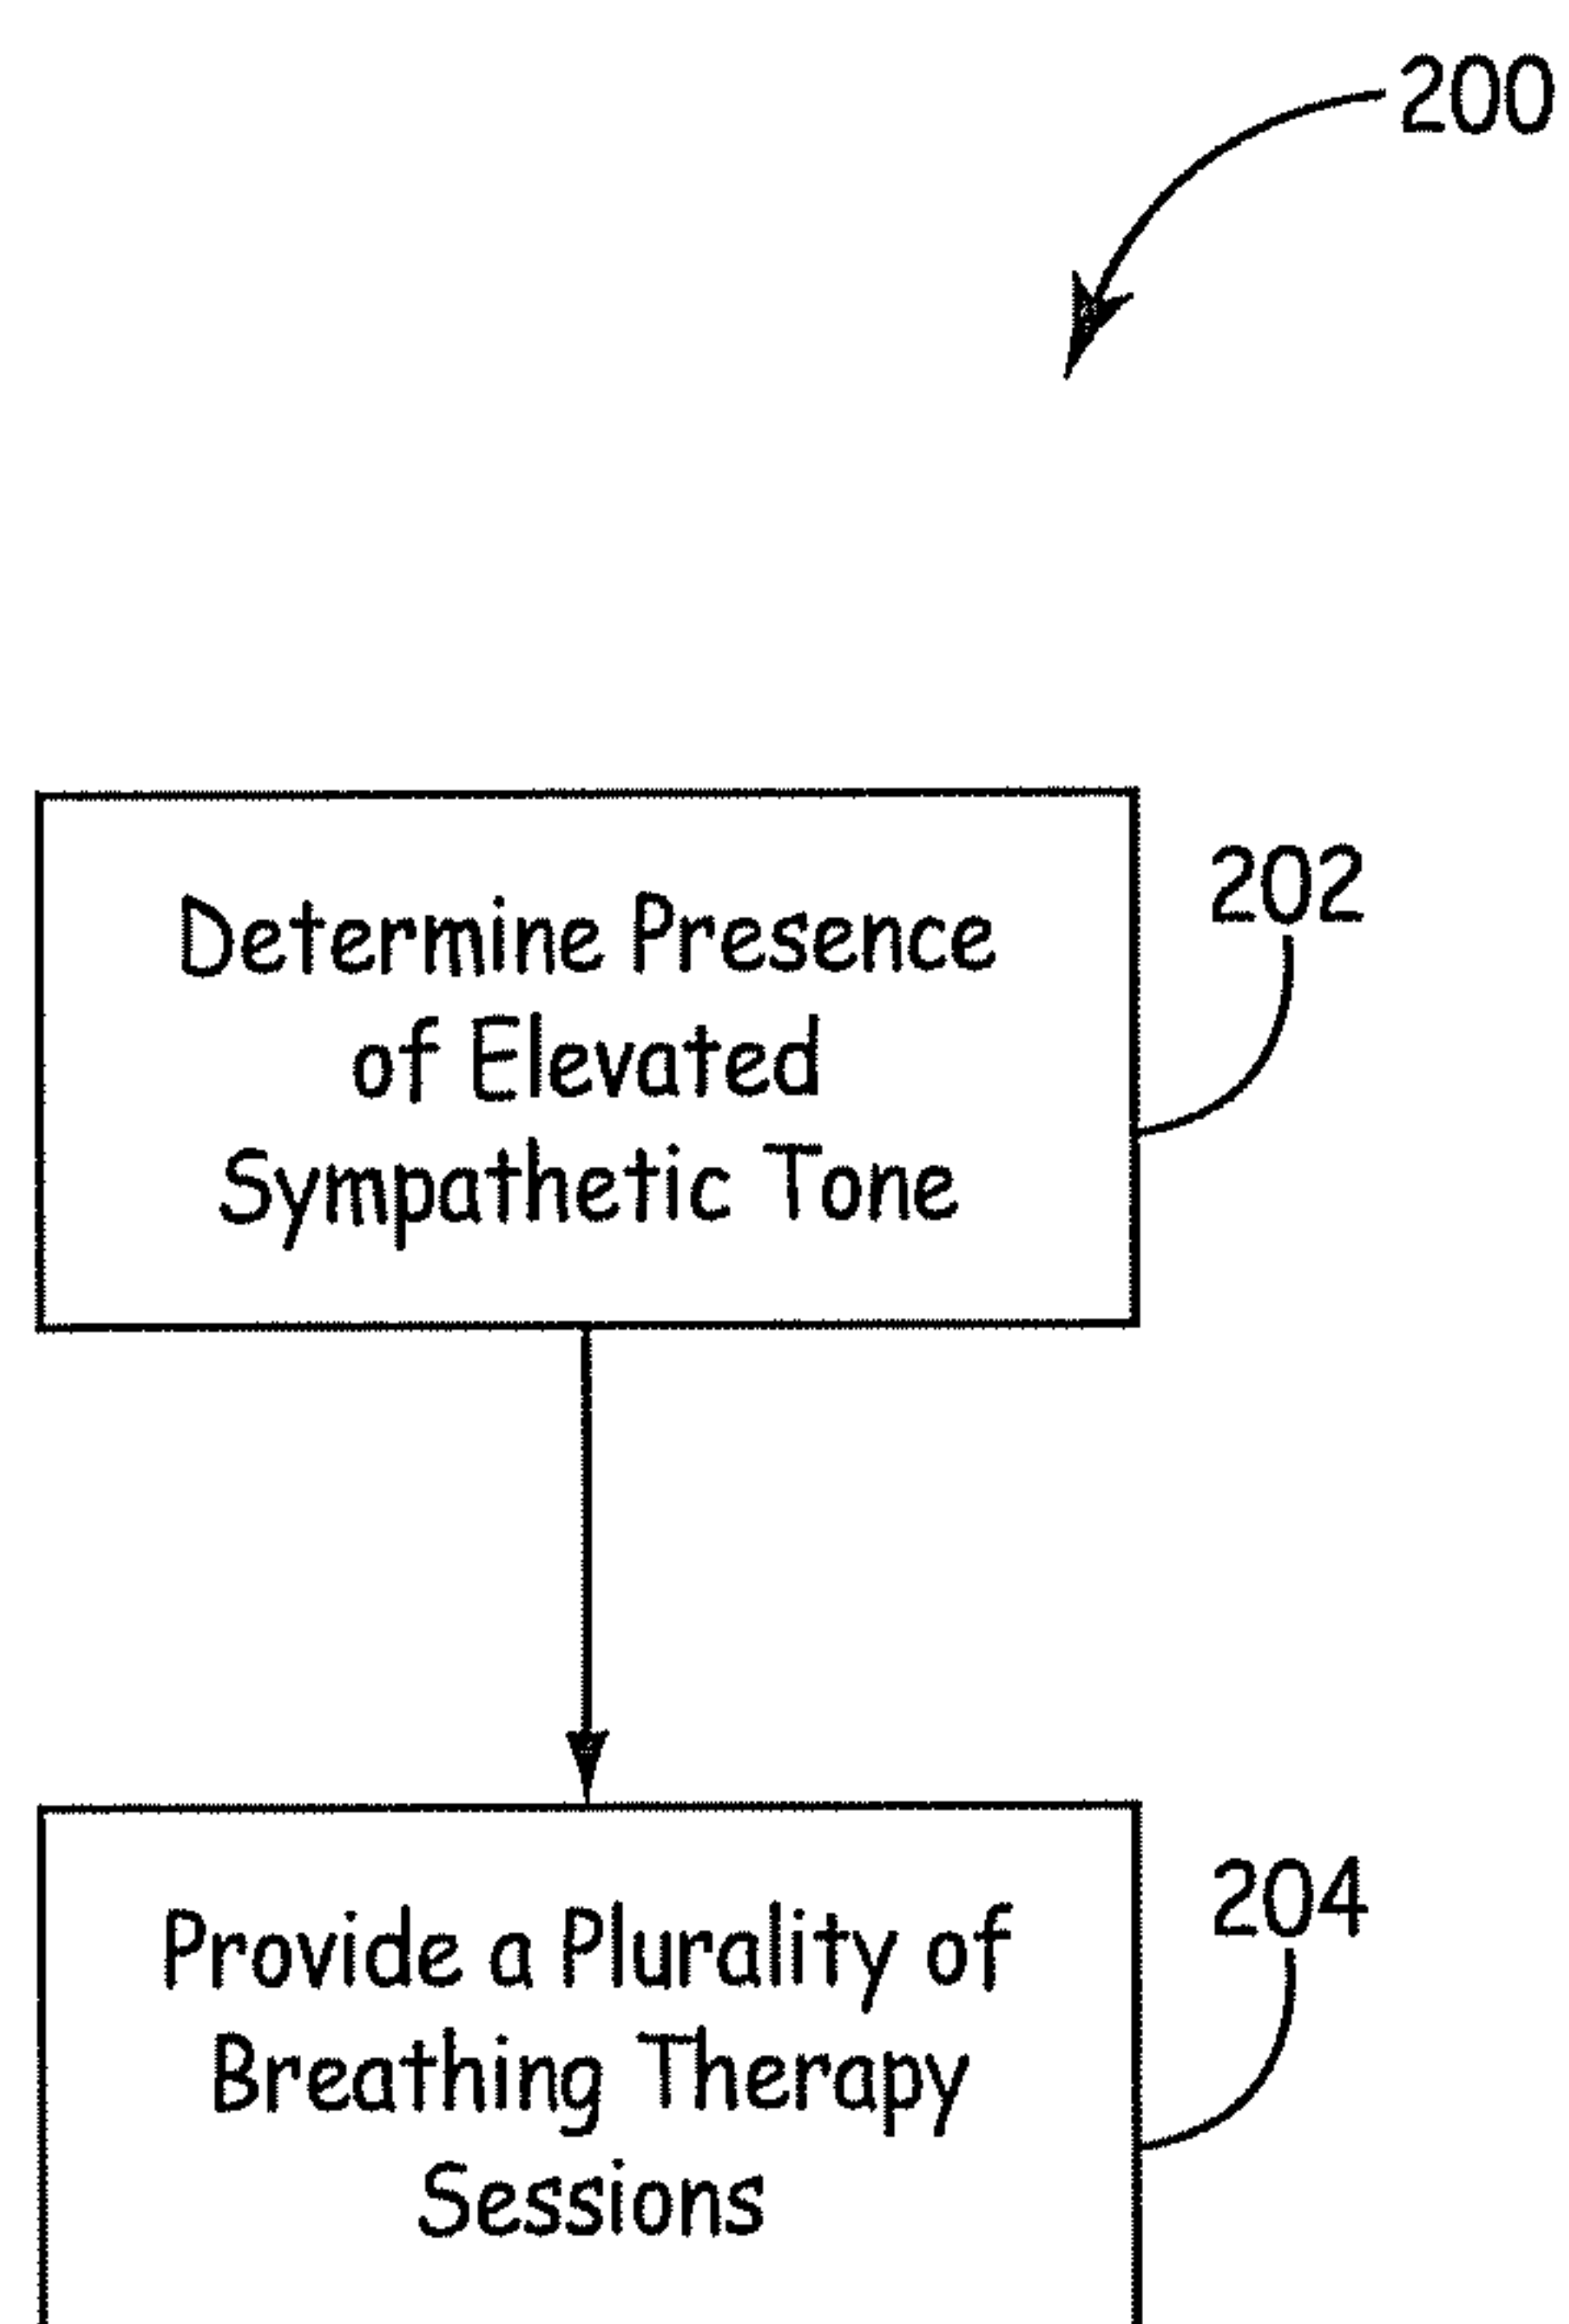 200
Determine Presence
of Elevated
Sympathetic Tone
202
Provide a Plurality of
Breathing Therapy
Sessions
204